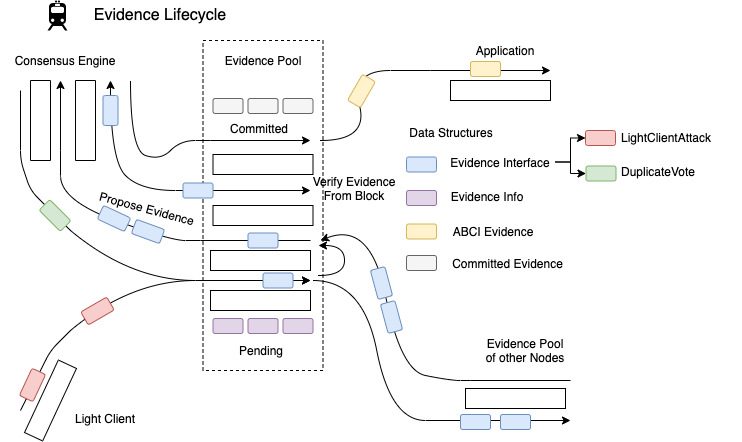 Evidence Lifecycle
Consensus Engine
Evidence Pool
Application
Committed
Data Structures
Evidence Interface
LightClientAttack
DuplicateVote
Verify Evidence
From Block
Evidence Info
Propose Evidence
ABCI Evidence
Committed Evidence
Pending
Evidence Pool
of other Nodes
Light Client